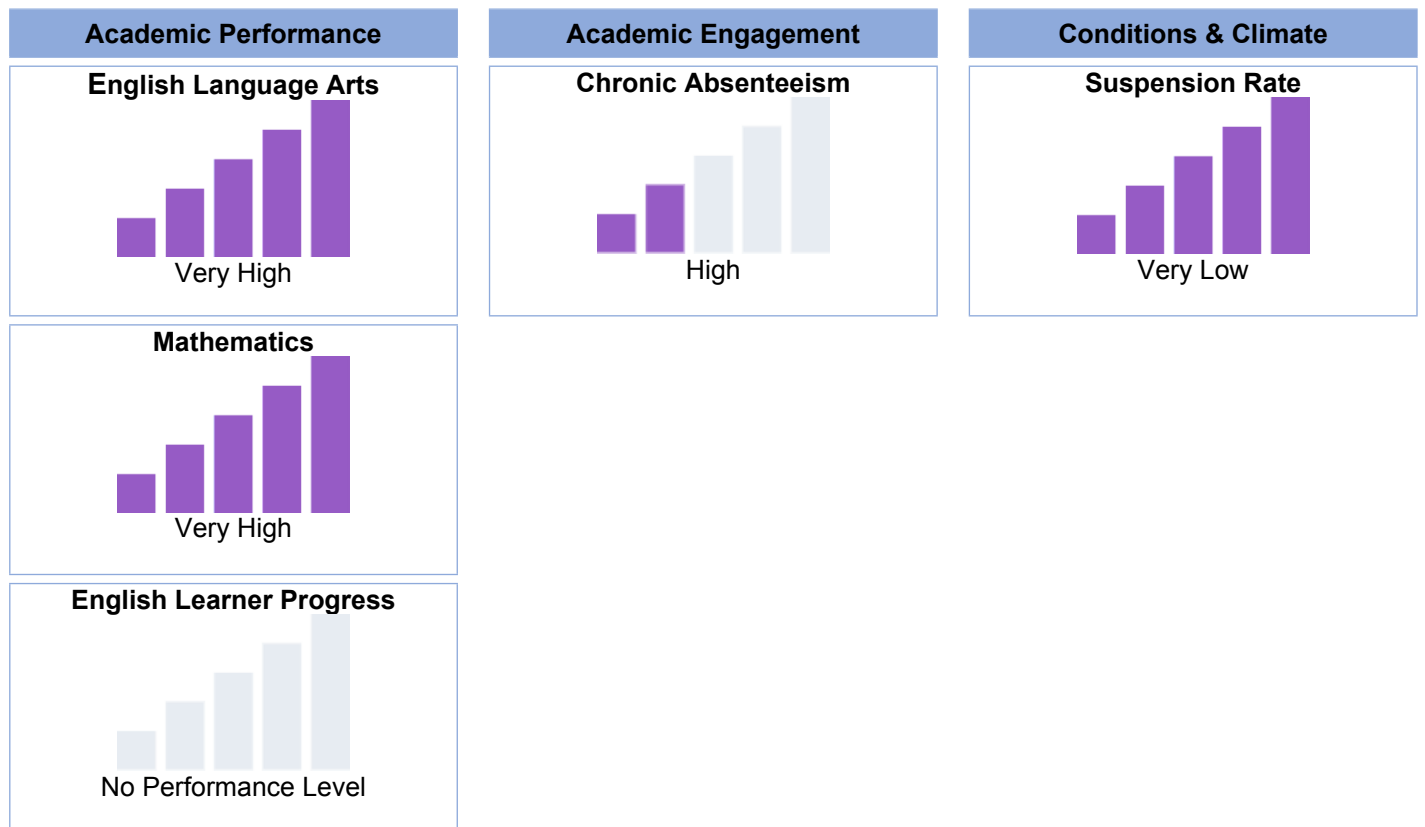 Academic Performance
English Language Arts
Very High
Mathematics
Very High
English Learner Progress
No Performance Level
Academic Engagement
Chronic Absenteeism
High
Conditions & Climate
Suspension Rate
Very Low